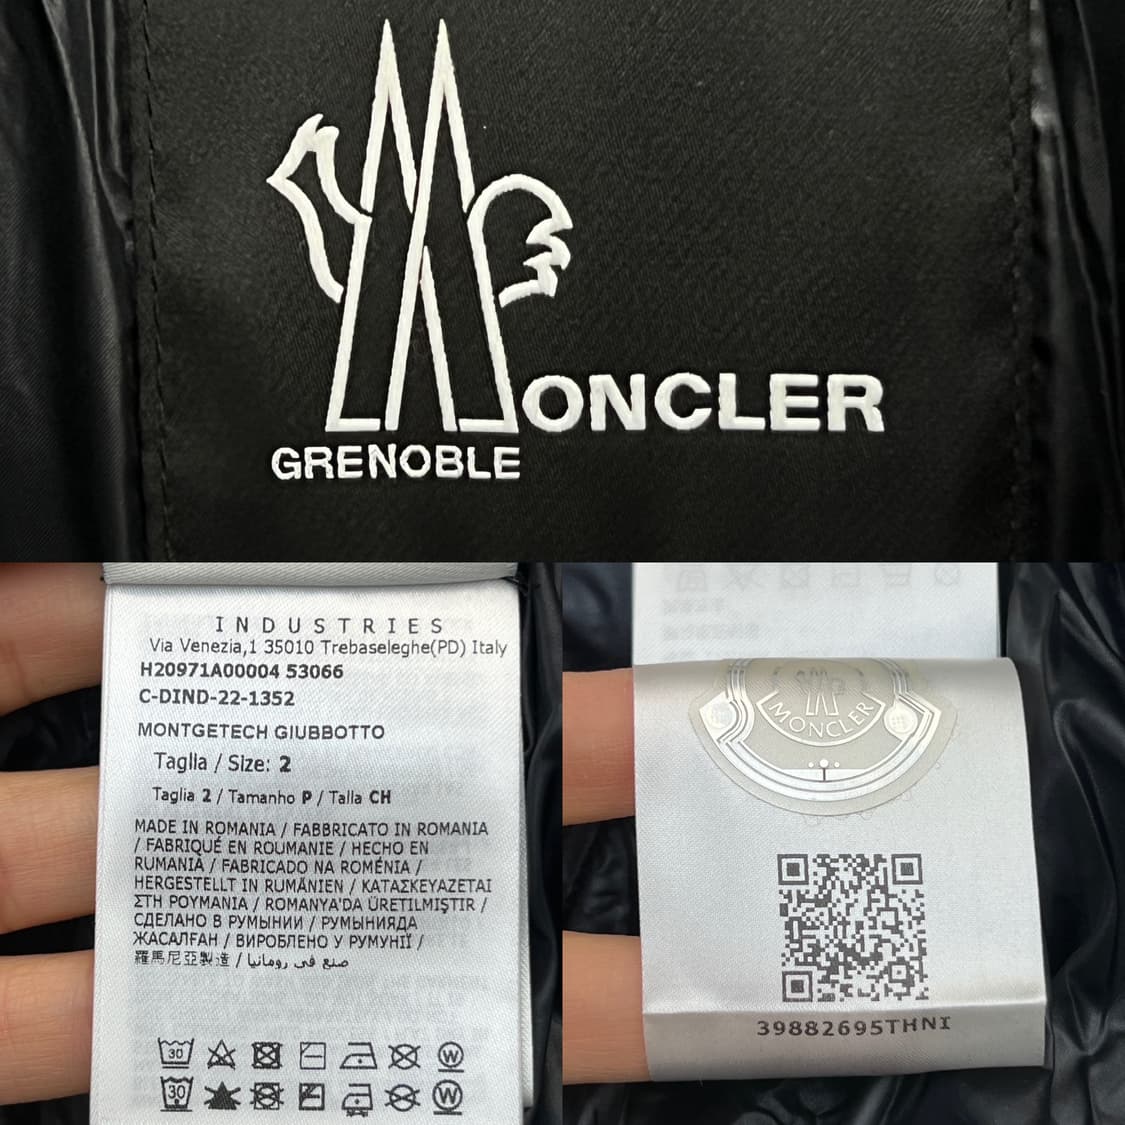 MONCLER
GRENOBLE
INDUSTRIES
Via Venezia,1 35010 Trebaseleghe(PD) Italy
H20971A00004 53066
C-DIND-22-1352
MONTGETECH GIUBBOTTO
Taglia / Size: 2
Taglia 2 / Tamanho P / Talla CH
MADE IN ROMANIA / FABBRICATO IN ROMANIA
/ FABRIQUÉ EN ROUMANIE / HECHO EN
RUMANIA / FABRICADO NA ROMÉNIA /
HERGESTELLT IN RUMÄNIEN / ΚΑΤΑΣΚΕΥΑΖΕΤΑΙ
ΣΤΗ ΡΟΥΜΑΝΙΑ / ROMANYA'DA ÜRETILMIŞTIR /
СДЕЛАНО В РУМЫНИИ / РУМЫНИЯДА
ЖАСАЛҒАН / ВИРОБЛЕНО У РУМУНІЇ /
羅馬尼亞製造 / صنع في رومانيا
30
W
30
W
MONCLER
39882695THNI